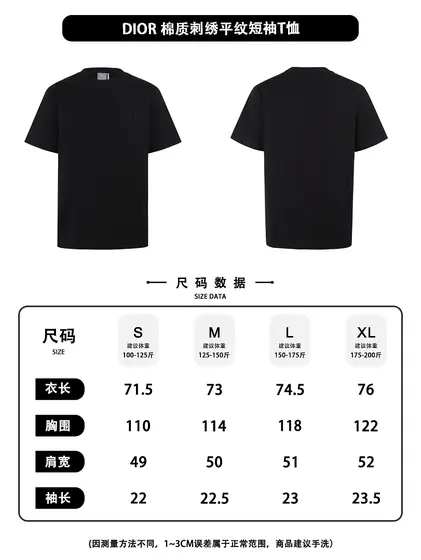 DIOR 棉质刺绣平纹短袖T恤
尺码数据
SIZE DATA
尺码 S M L XL
SIZE 建议体重 建议体重 建议体重 建议体重
100-125斤 125-150斤 150-175斤 175-200斤
衣长 71.5 73 74.5 76
胸围 110 114 118 122
肩宽 49 50 51 52
袖长 22 22.5 23 23.5
(因测量方法不同，1~3CM误差属于正常范围，商品建议手洗)